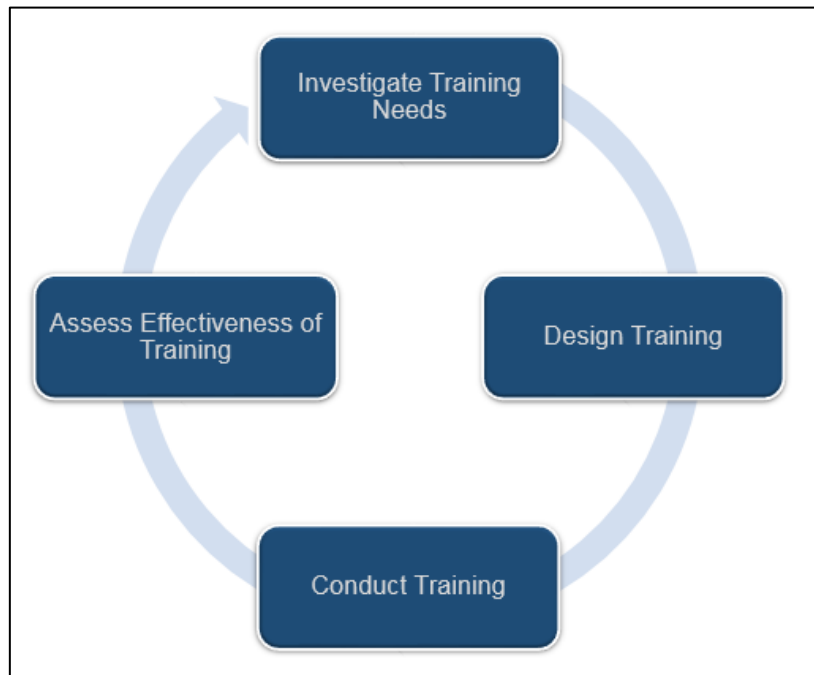 Investigate Training
Needs
Design Training
Conduct Training
Assess Effectiveness of
Training